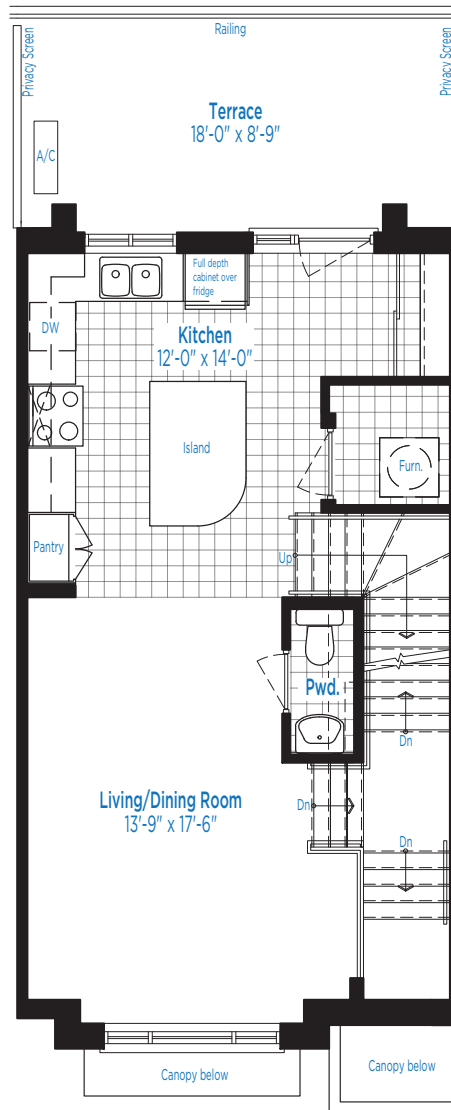 Railing
Privacy Screen
Privacy Screen
Terrace
18'-0" x 8'-9"
A/C
Full depth
cabinet over
fridge
DW
Kitchen
12'-0" x 14'-0"
Island
Furn.
Pantry
Up
Pwd.
Dn
Living/Dining Room
13'-9" x 17'-6"
Dn
Dn
Canopy below
Canopy below